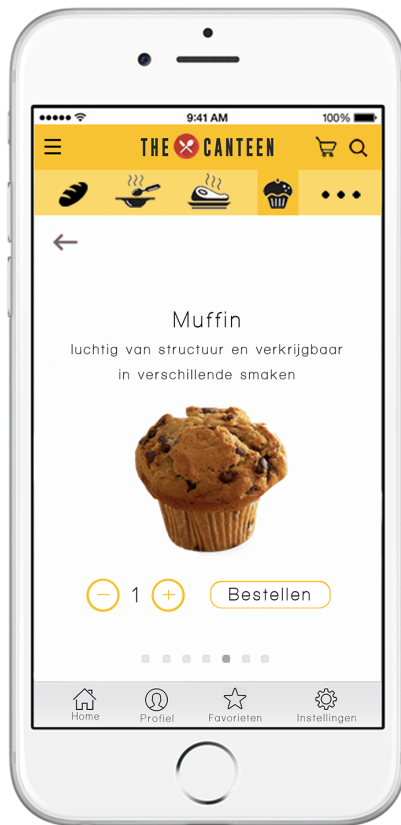 9:41 AM 100%
THE CANTEEN
Muffin
luchtig van structuur en verkrijgbaar
in verschillende smaken
1 Bestellen
Home Profiel Favorieten Instellingen